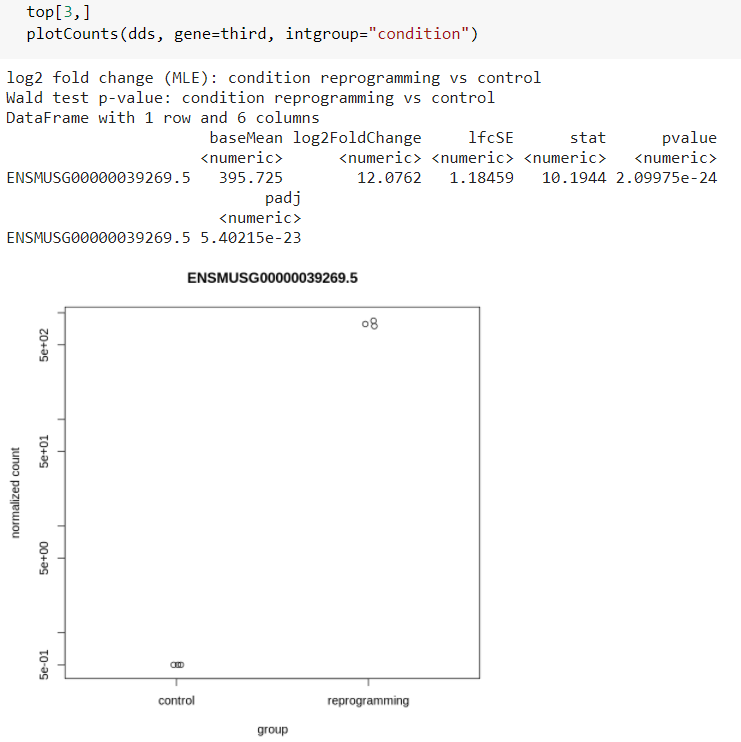 top[3,]
plotCounts(dds, gene=third, intgroup="condition")
log2 fold change (MLE): condition reprogramming vs control
Wald test p-value: condition reprogramming vs control
DataFrame with 1 row and 6 columns
baseMean log2FoldChange lfcSE stat pvalue
<numeric> <numeric> <numeric> <numeric> <numeric>
ENSMUSG00000039269.5 395.725 12.0762 1.18459 10.1944 2.09975e-24
padj
<numeric>
ENSMUSG00000039269.5 5.40215e-23
ENSMUSG00000039269.5
normalized count
5e+02
5e+01
5e+00
5e-01
control reprogramming
group